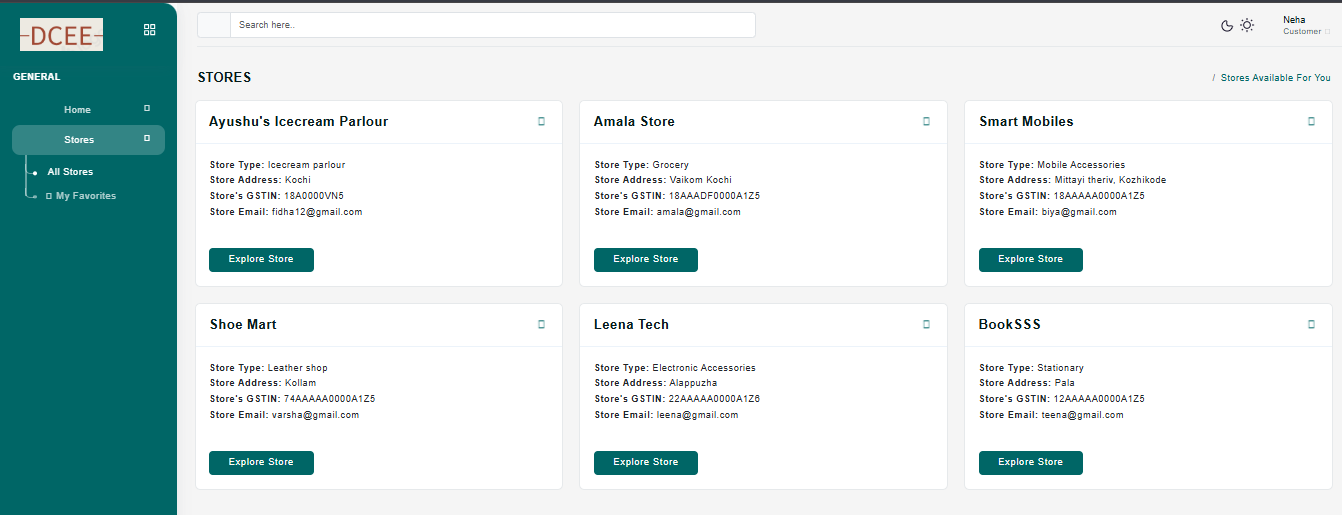 DCEE
Search here..
Neha
Customer
GENERAL
Home
Stores
All Stores
My Favorites
STORES
/ Stores Available For You
Ayushu's Icecream Parlour
Store Type: Icecream parlour
Store Address: Kochi
Store's GSTIN: 18A0000VN5
Store Email: fidha12@gmail.com
Explore Store
Amala Store
Store Type: Grocery
Store Address: Vaikom Kochi
Store's GSTIN: 18AAADF0000A1Z5
Store Email: amala@gmail.com
Explore Store
Smart Mobiles
Store Type: Mobile Accessories
Store Address: Mittayi theriv, Kozhikode
Store's GSTIN: 18AAAAA0000A1Z5
Store Email: biya@gmail.com
Explore Store
Shoe Mart
Store Type: Leather shop
Store Address: Kollam
Store's GSTIN: 74AAAAA0000A1Z5
Store Email: varsha@gmail.com
Explore Store
Leena Tech
Store Type: Electronic Accessories
Store Address: Alappuzha
Store's GSTIN: 22AAAAA0000A1Z6
Store Email: leena@gmail.com
Explore Store
BookSSS
Store Type: Stationary
Store Address: Pala
Store's GSTIN: 12AAAAA0000A1Z5
Store Email: teena@gmail.com
Explore Store